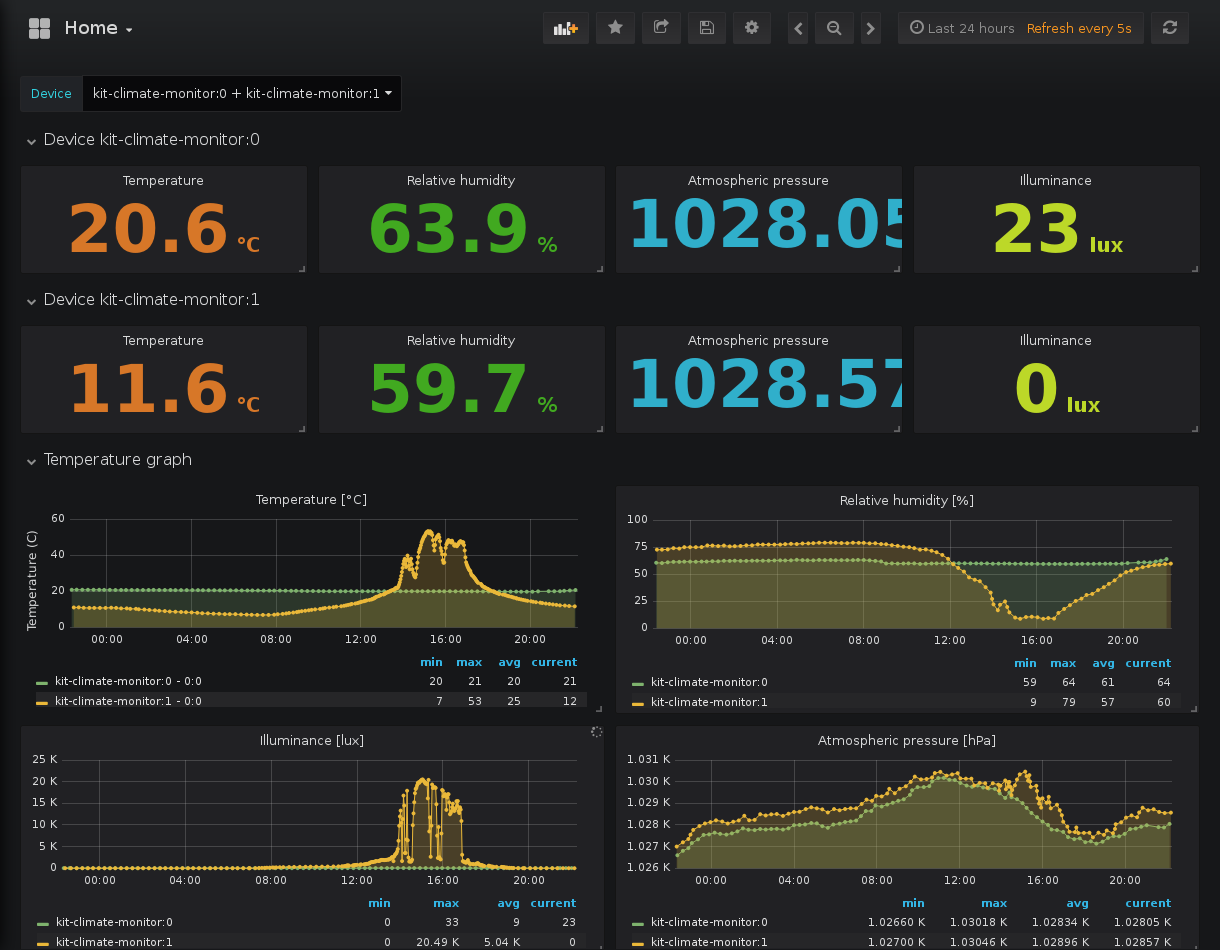 Home
Last 24 hours Refresh every 5s
Device kit-climate-monitor:0 + kit-climate-monitor:1
Device kit-climate-monitor:0
Temperature Relative humidity Atmospheric pressure Illuminance
20.6 °C 63.9 % 1028.05 23 lux
Device kit-climate-monitor:1
Temperature Relative humidity Atmospheric pressure Illuminance
11.6 °C 59.7 % 1028.57 0 lux
Temperature graph
Temperature [°C]
Temperature (C)
60
40
20
0
00:00 04:00 08:00 12:00 16:00 20:00
min max avg current
kit-climate-monitor:0 - 0:0 20 21 20 21
kit-climate-monitor:1 - 0:0 7 53 25 12
Relative humidity [%]
100
75
50
25
0
00:00 04:00 08:00 12:00 16:00 20:00
min max avg current
kit-climate-monitor:0 59 64 61 64
kit-climate-monitor:1 9 79 57 60
Illuminance [lux]
25 K
20 K
15 K
10 K
5 K
0
00:00 04:00 08:00 12:00 16:00 20:00
min max avg current
kit-climate-monitor:0 0 33 9 23
kit-climate-monitor:1 0 20.49 K 5.04 K 0
Atmospheric pressure [hPa]
1.031 K
1.030 K
1.029 K
1.028 K
1.027 K
1.026 K
00:00 04:00 08:00 12:00 16:00 20:00
min max avg current
kit-climate-monitor:0 1.02660 K 1.03018 K 1.02834 K 1.02805 K
kit-climate-monitor:1 1.02700 K 1.03046 K 1.02896 K 1.02857 K